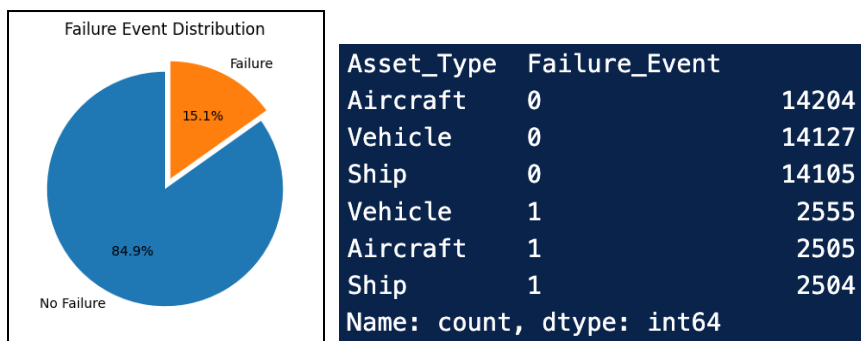 Failure Event Distribution
Failure
15.1%
84.9%
No Failure
Asset_Type  Failure_Event
Aircraft  0  14204
Vehicle  0  14127
Ship  0  14105
Vehicle  1  2555
Aircraft  1  2505
Ship  1  2504
Name: count, dtype: int64